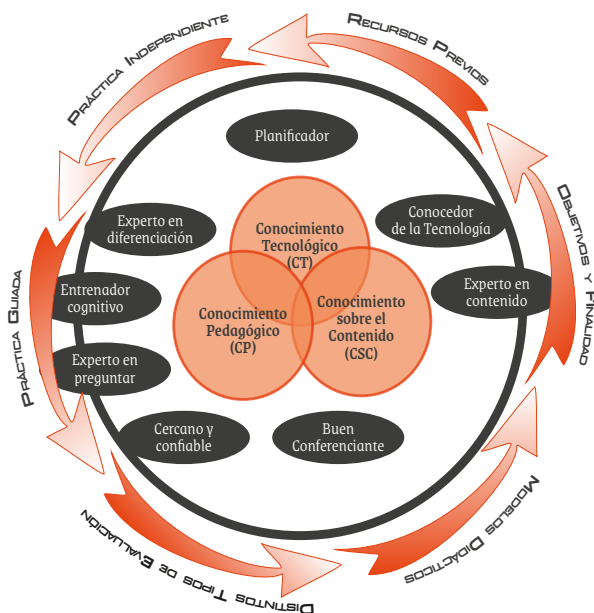 Práctica Independiente
Recursos Previos
Planificador
Experto en
diferenciación
Conocimiento
Tecnológico
(CT)
Conocedor
de la Tecnología
Objetivos y Finalidad
Entrenador
cognitivo
Experto en
contenido
Conocimiento
Pedagógico
(CP)
Conocimiento
sobre el
Contenido
(CSC)
Práctica Guiada
Experto en
preguntar
Cercano y
confiable
Buen
Conferenciante
Distintos Tipos de Evaluación
Modelos Didácticos